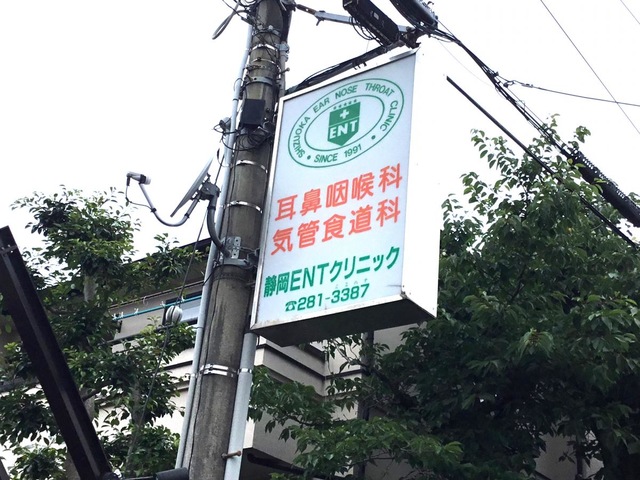 SHIZUOKA EAR NOSE THROAT CLINIC
ENT
• SINCE 1991 •
耳鼻咽喉科
気管食道科
静岡ENTクリニック
☎281-3387